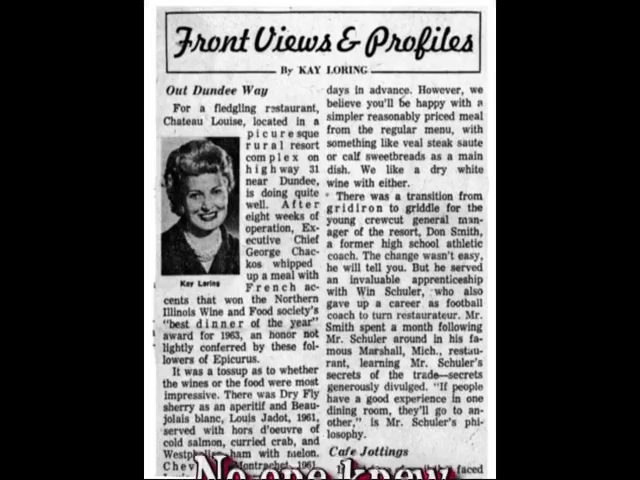 Front Views & Profiles
By KAY LORING
Out Dundee Way
For a fledgling restaurant,
Chateau Louise, located in a
picturesque
rural resort
complex on
highway 31
near Dundee,
is doing quite
well. After
eight weeks of
operation, Ex-
ecutive Chief
George Chac-
kos whipped
up a meal with
French ac-
Kay Loring
cents that won the Northern
Illinois Wine and Food society's
"best dinner of the year"
award for 1963, an honor not
lightly conferred by these fol-
lowers of Epicurus.
It was a tossup as to whether
the wines or the food were most
impressive. There was Dry Fly
sherry as an aperitif and Beau-
jolais blanc, Louis Jadot, 1961,
served with hors d'oeuvre of
cold salmon, curried crab, and
ham with melon.
Montrachet 1961
days in advance. However, we
believe you'll be happy with a
simpler reasonably priced meal
from the regular menu, with
something like veal steak saute
or calf sweetbreads as a main
dish. We like a dry white
wine with either.
There was a transition from
gridiron to griddle for the
young crewcut general man-
ager of the resort, Don Smith,
a former high school athletic
coach. The change wasn't easy,
he will tell you. But he served
an invaluable apprenticeship
with Win Schuler, who also
gave up a career as football
coach to turn restaurateur. Mr.
Smith spent a month following
Mr. Schuler around in his fa-
mous Marshall, Mich., restau-
rant, learning Mr. Schuler's
secrets of the trade—secrets
generously divulged. "If people
have a good experience in one
dining room, they'll go to an-
other," is Mr. Schuler's phi-
losophy.
Cafe Jottings
faced
No one knew